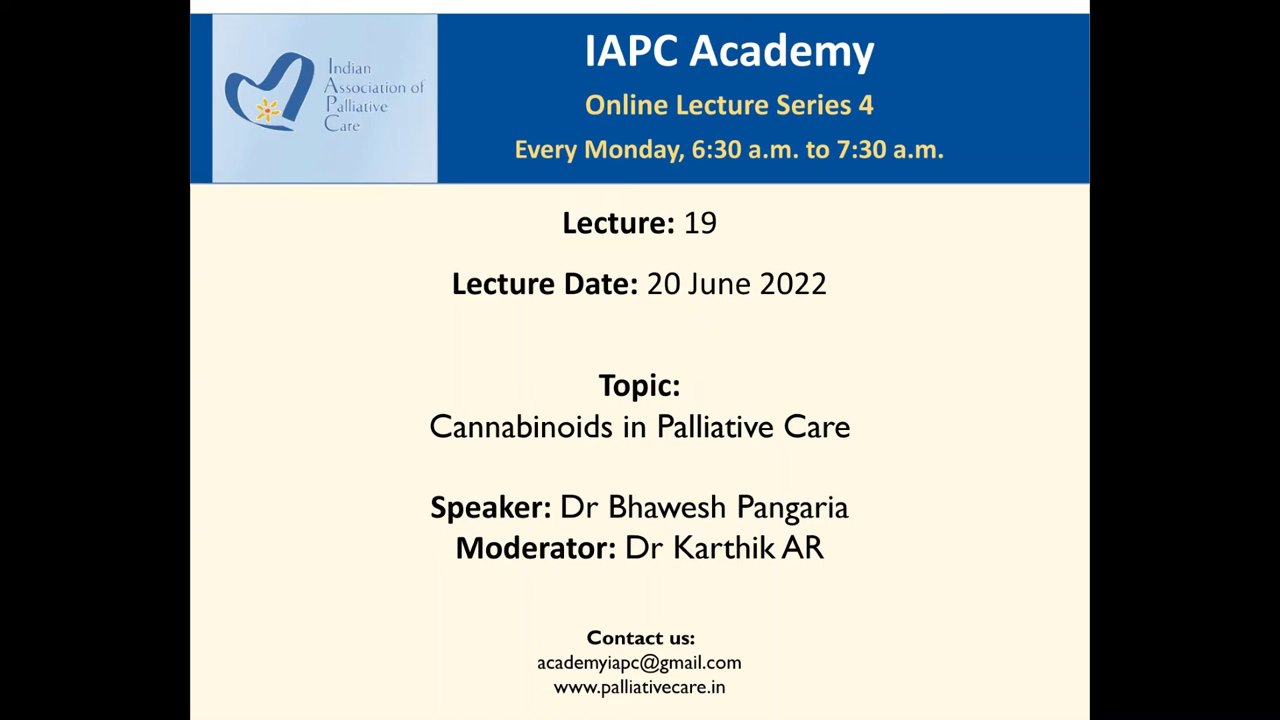 Indian
Association of
Palliative
Care
IAPC Academy
Online Lecture Series 4
Every Monday, 6:30 a.m. to 7:30 a.m.
Lecture: 19
Lecture Date: 20 June 2022
Topic:
Cannabinoids in Palliative Care
Speaker: Dr Bhawesh Pangaria
Moderator: Dr Karthik AR
Contact us:
academyiapc@gmail.com
www.palliativecare.in